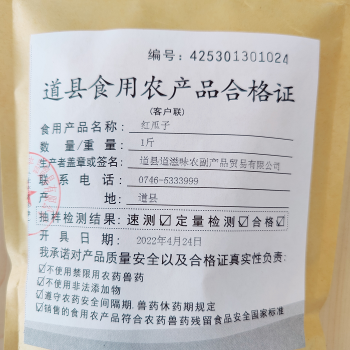 编号：425301301024
道县食用农产品合格证
(客户联)
食用产品名称： 红瓜子
数量/重量： 1斤
生产者盖章或签名： 道县道滋味农副产品贸易有限公司
联系电话： 0746-5333999
产地： 道县
抽样检测结果：速测☑定量检测☑合格☑
开具日期： 2022年4月24日
我承诺对产品质量安全以及合格证真实性负责：
☑不使用禁限用农药兽药
☑不使用非法添加物
☑遵守农药安全间隔期、兽药休药期规定
☑销售的食用农产品符合农药兽药残留食品安全国家标准